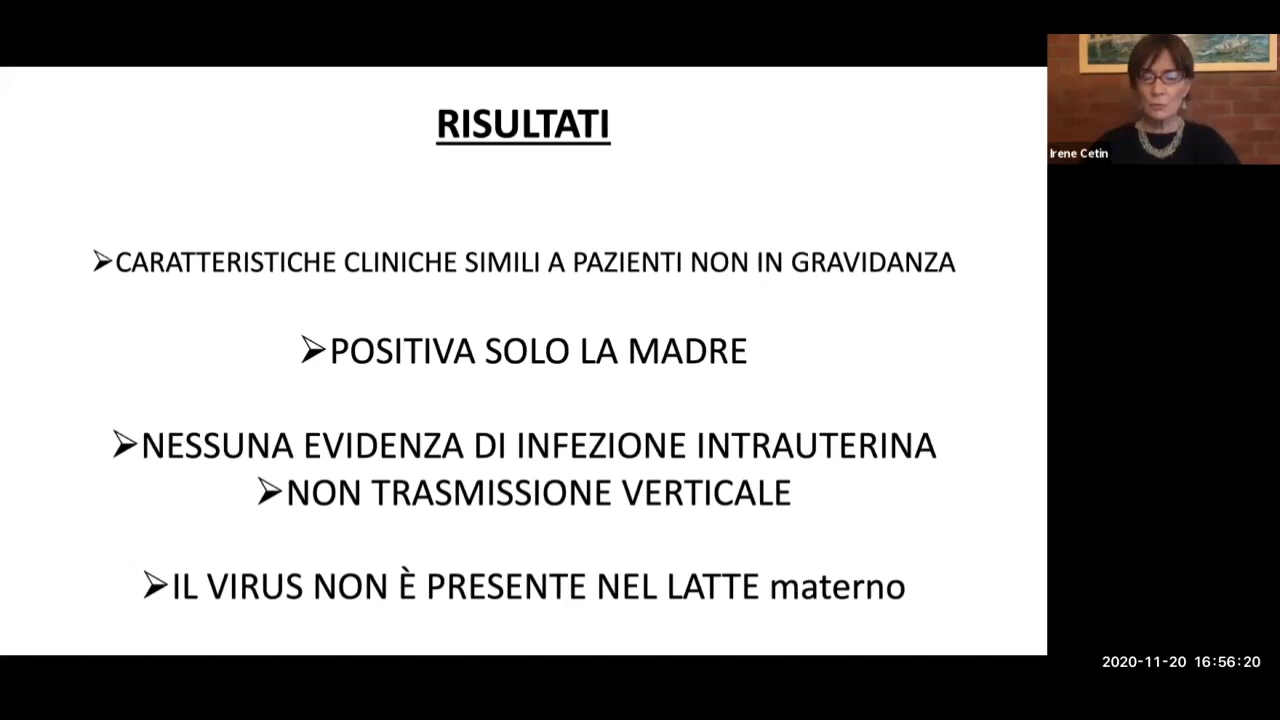 RISULTATI
➢CARATTERISTICHE CLINICHE SIMILI A PAZIENTI NON IN GRAVIDANZA
➢POSITIVA SOLO LA MADRE
➢NESSUNA EVIDENZA DI INFEZIONE INTRAUTERINA
➢NON TRASMISSIONE VERTICALE
➢IL VIRUS NON È PRESENTE NEL LATTE materno
Irene Cetin
2020-11-20 16:56:20